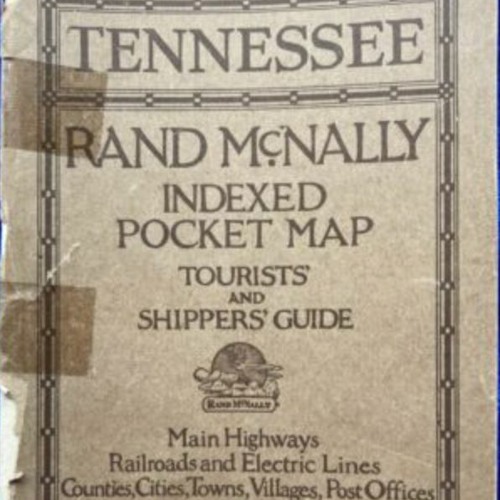 TENNESSEE
RAND McNALLY
INDEXED
POCKET MAP
TOURISTS'
AND
SHIPPERS' GUIDE
RAND McNALLY
Main Highways
Railroads and Electric Lines
Counties, Cities, Towns, Villages, Post Offices